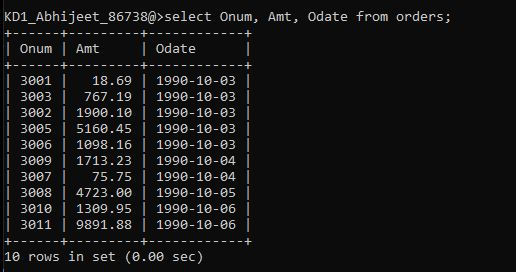 KD1_Abhijeet_86738@>select Onum, Amt, Odate from orders;
+------+---------+------------+
| Onum | Amt     | Odate      |
+------+---------+------------+
| 3001 |   18.69 | 1990-10-03 |
| 3003 |  767.19 | 1990-10-03 |
| 3002 | 1900.10 | 1990-10-03 |
| 3005 | 5160.45 | 1990-10-03 |
| 3006 | 1098.16 | 1990-10-03 |
| 3009 | 1713.23 | 1990-10-04 |
| 3007 |   75.75 | 1990-10-04 |
| 3008 | 4723.00 | 1990-10-05 |
| 3010 | 1309.95 | 1990-10-06 |
| 3011 | 9891.88 | 1990-10-06 |
+------+---------+------------+
10 rows in set (0.00 sec)